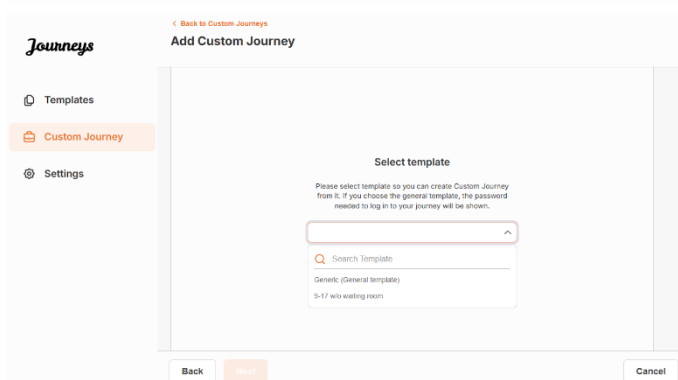 Back to Custom Journeys
Journeys
Add Custom Journey
Templates
Custom Journey
Settings
Select template
Please select template so you can create Custom Journey
from it. If you choose the general template, the password
needed to log in to your journey will be shown.
Search Template
Generic (General template)
9-17 w/o waiting room
Back
Next
Cancel